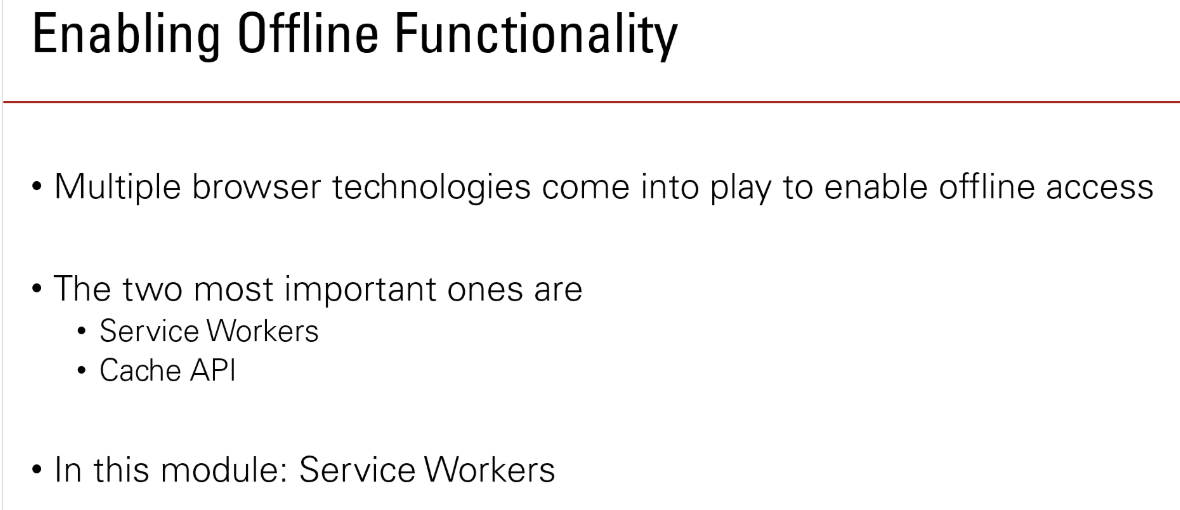 Enabling Offline Functionality
• Multiple browser technologies come into play to enable offline access
• The two most important ones are
• Service Workers
• Cache API
• In this module: Service Workers